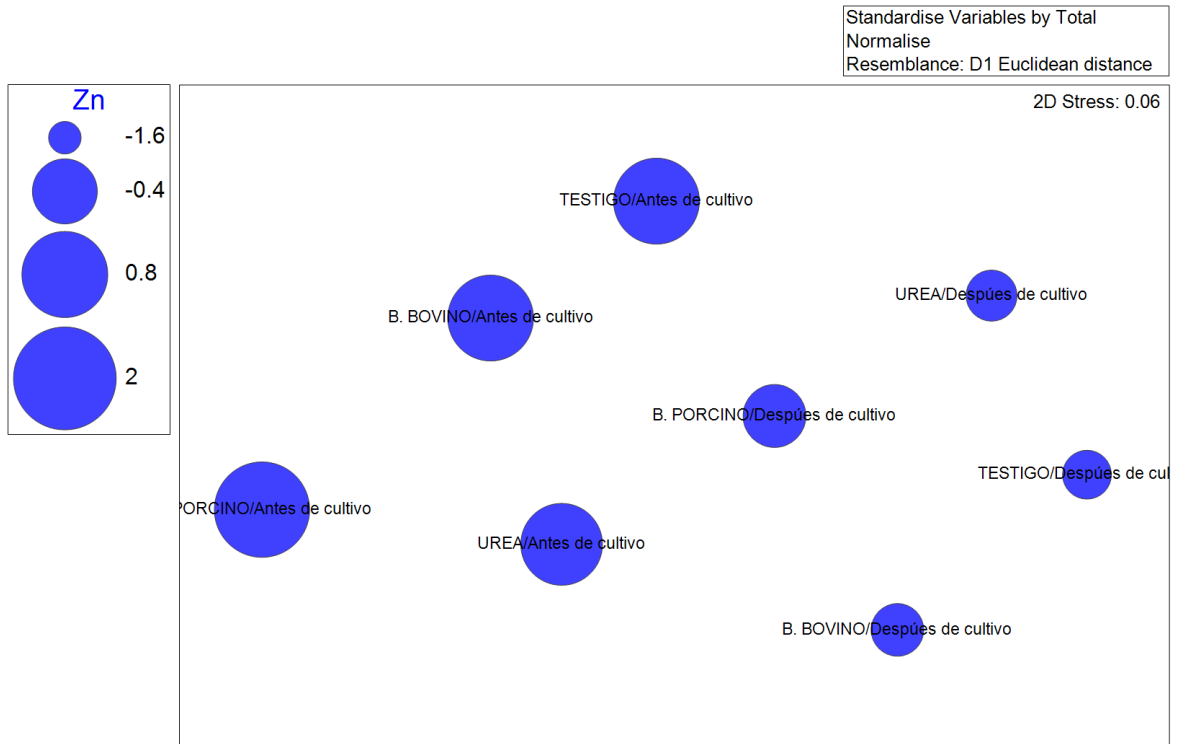 Standardise Variables by Total
Normalise
Resemblance: D1 Euclidean distance
Zn
-1.6
-0.4
0.8
2
2D Stress: 0.06
TESTIGO/Antes de cultivo
UREA/Despúes de cultivo
B. BOVINO/Antes de cultivo
B. PORCINO/Despúes de cultivo
TESTIGO/Despúes de cul
PORCINO/Antes de cultivo
UREA/Antes de cultivo
B. BOVINO/Despúes de cultivo